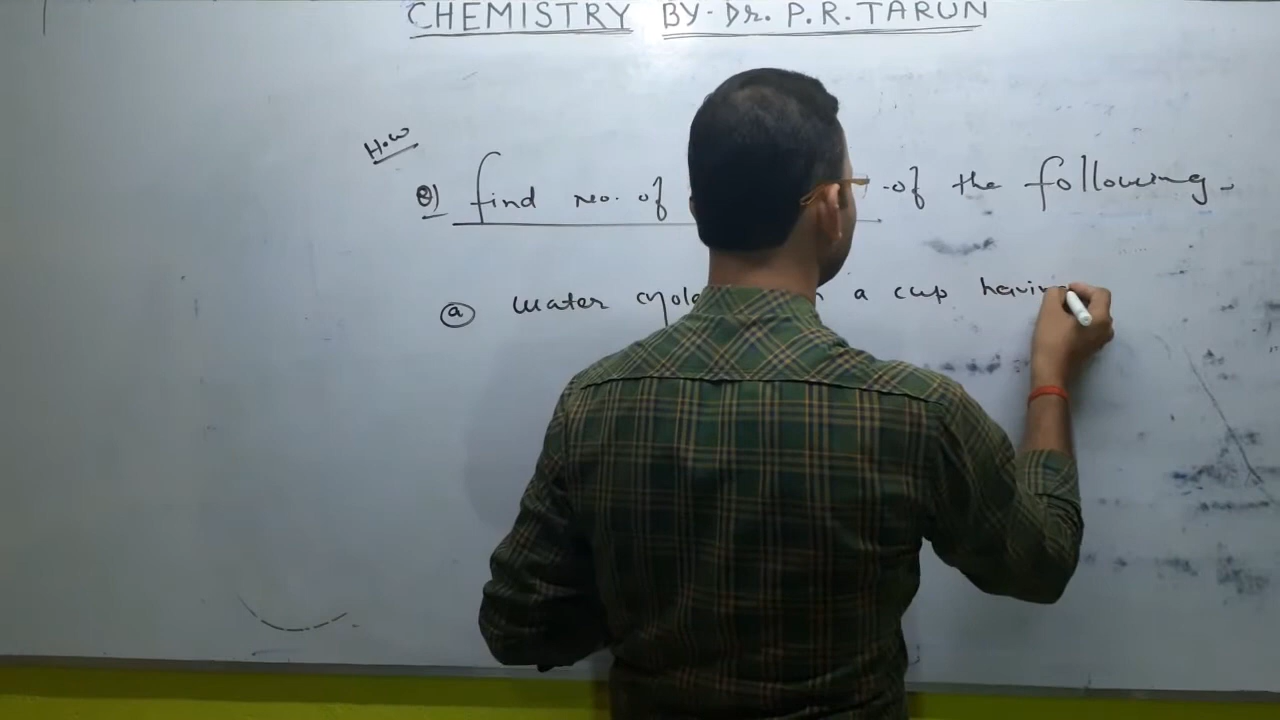 CHEMISTRY BY- Dr. P.R. TARUN
H.W
Q) find No. of of the following.
(a) water a cup